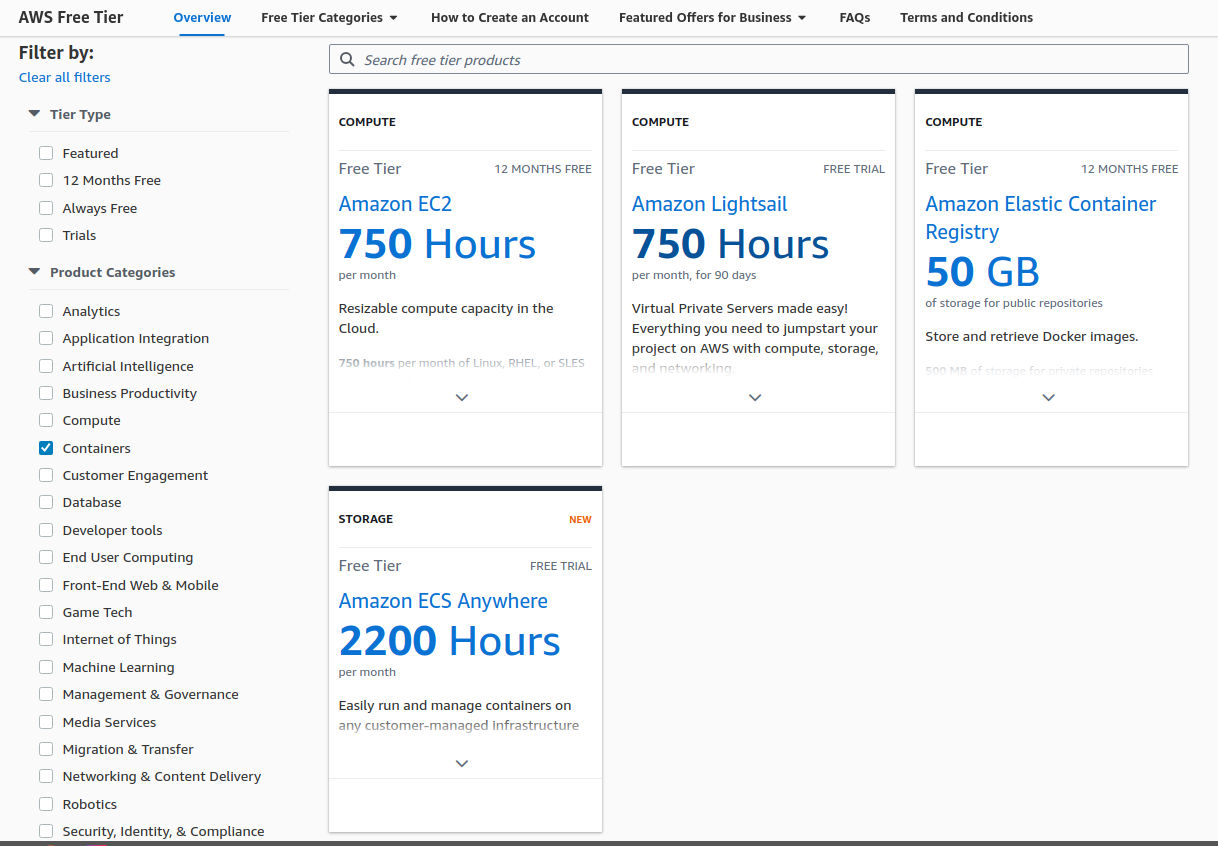 AWS Free Tier
Overview
Free Tier Categories
How to Create an Account
Featured Offers for Business
FAQs
Terms and Conditions
Filter by:
Clear all filters
Tier Type
Featured
12 Months Free
Always Free
Trials
Product Categories
Analytics
Application Integration
Artificial Intelligence
Business Productivity
Compute
Containers
Customer Engagement
Database
Developer tools
End User Computing
Front-End Web & Mobile
Game Tech
Internet of Things
Machine Learning
Management & Governance
Media Services
Migration & Transfer
Networking & Content Delivery
Robotics
Security, Identity, & Compliance
Search free tier products
COMPUTE
Free Tier
12 MONTHS FREE
Amazon EC2
750 Hours
per month
Resizable compute capacity in the
Cloud.
750 hours per month of Linux, RHEL, or SLES
COMPUTE
Free Tier
FREE TRIAL
Amazon Lightsail
750 Hours
per month, for 90 days
Virtual Private Servers made easy!
Everything you need to jumpstart your
project on AWS with compute, storage,
and networking.
COMPUTE
Free Tier
12 MONTHS FREE
Amazon Elastic Container
Registry
50 GB
of storage for public repositories
Store and retrieve Docker images.
500 MB of storage for private repositories
STORAGE
NEW
Free Tier
FREE TRIAL
Amazon ECS Anywhere
2200 Hours
per month
Easily run and manage containers on
any customer-managed infrastructure